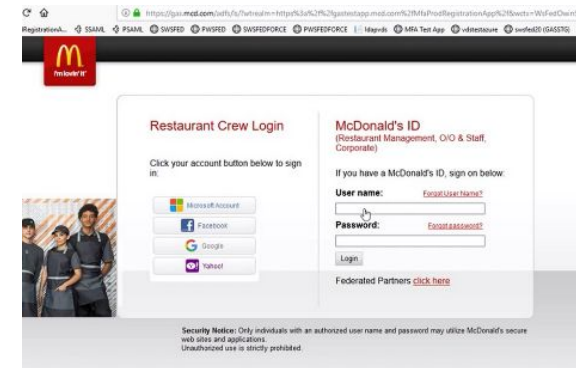 https://gas.mcd.com/adfs/ls/?wtrealm=https%3a%2f%2fgastestapp.mcd.com%2fMfaProdRegistrationApp%2f&wctx=WsFedOwin
RegistrationA... SSAML PSAML SWSFED PWSFED SWSFEDFORCE PWSFEDFORCE ldapvds MFA Test App vdstestazure swsfed20 (GASSTG)
i'm lovin' it
Restaurant Crew Login
Click your account button below to sign
in:
Microsoft Account
Facebook
Google
Yahoo!
McDonald's ID
(Restaurant Management, O/O & Staff,
Corporate)
If you have a McDonald's ID, sign on below:
User name: Forgot User Name?
Password: Forgot password?
Login
Federated Partners click here
Security Notice: Only individuals with an authorized user name and password may utilize McDonald's secure
web sites and applications.
Unauthorized use is strictly prohibited.